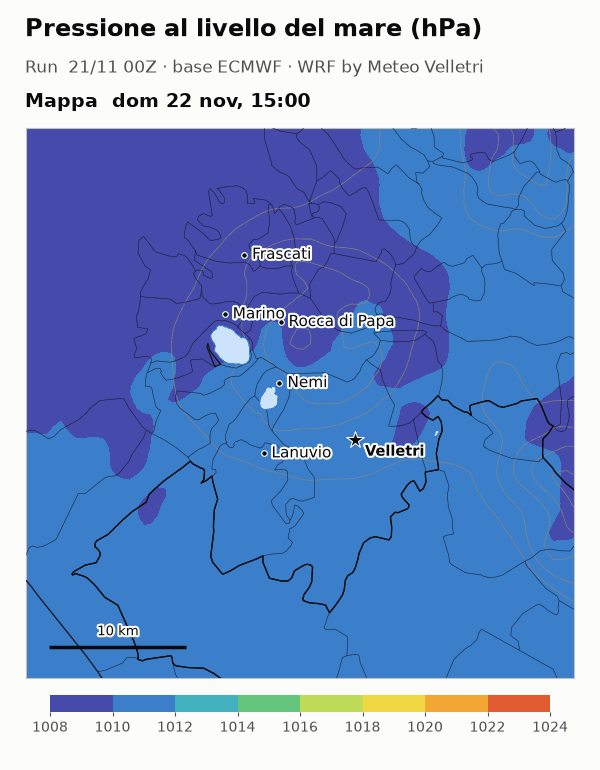 Pressione al livello del mare (hPa)
Run  21/11 00Z · base ECMWF · WRF by Meteo Velletri
Mappa  dom 22 nov, 15:00
Frascati
Marino
Rocca di Papa
Nemi
Velletri
Lanuvio
10 km
1008 1010 1012 1014 1016 1018 1020 1022 1024